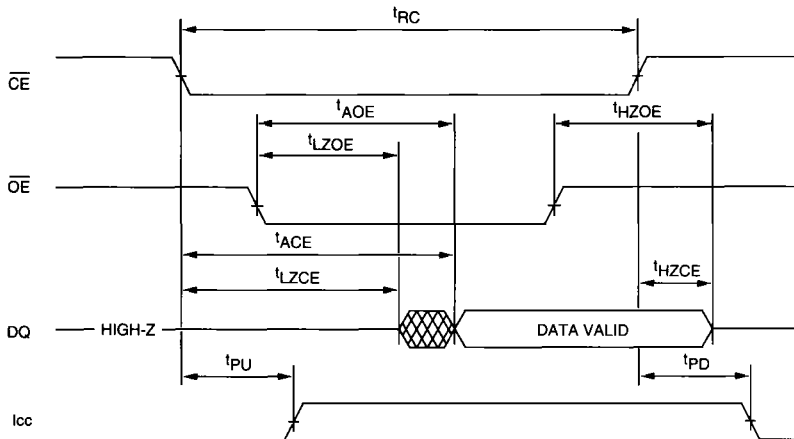 tRC
CE
tAOE
tHZOE
tLZOE
OE
tACE
tLZCE
tHZCE
DQ
HIGH-Z
DATA VALID
tPU
tPD
Icc